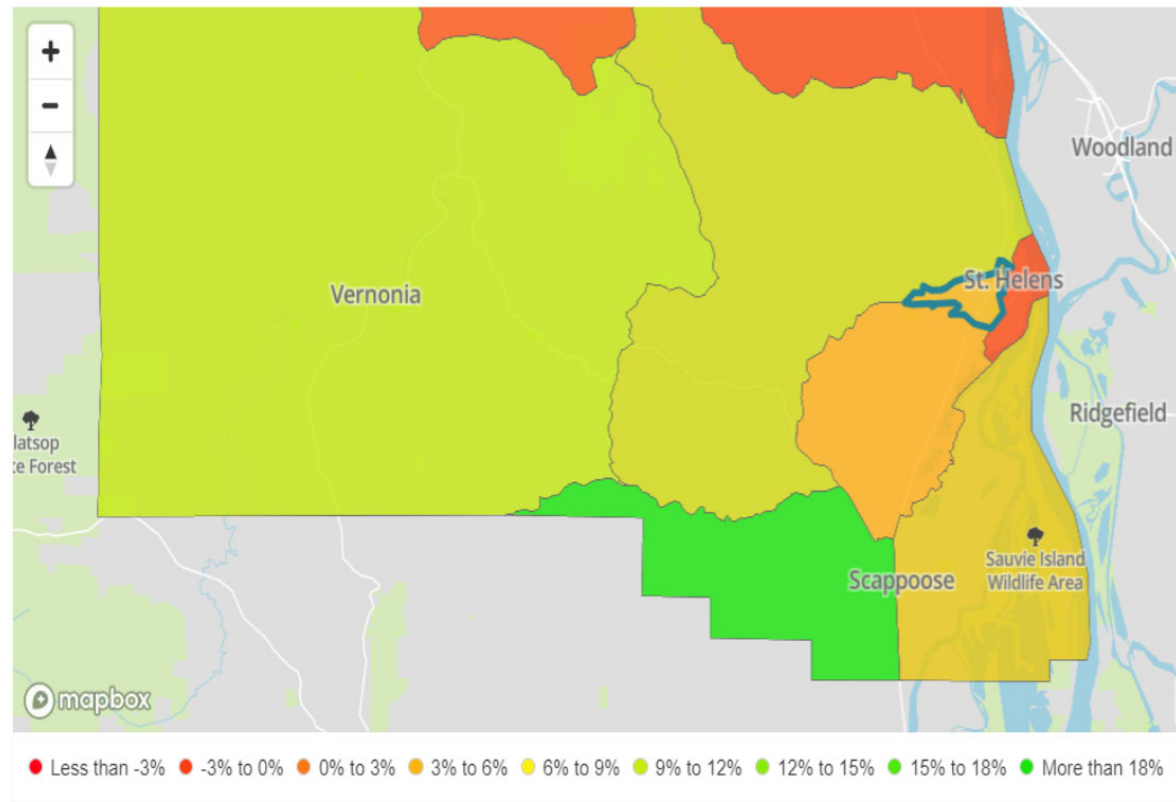 +
Woodland
St. Helens
Vernonia
Ridgefield
latsop
te Forest
Sauvie Island
Wildlife Area
Scappoose
mapbox
Less than -3% -3% to 0% 0% to 3% 3% to 6% 6% to 9% 9% to 12% 12% to 15% 15% to 18% More than 18%